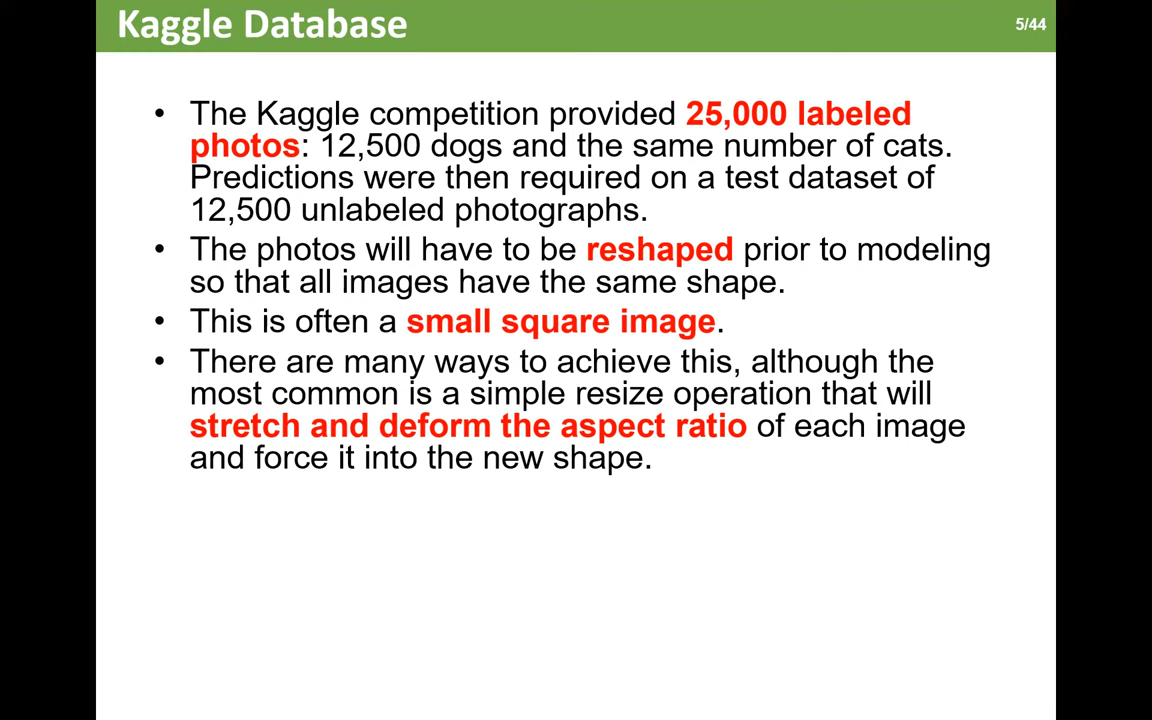 Kaggle Database
5/44
• The Kaggle competition provided 25,000 labeled
photos: 12,500 dogs and the same number of cats.
Predictions were then required on a test dataset of
12,500 unlabeled photographs.
• The photos will have to be reshaped prior to modeling
so that all images have the same shape.
• This is often a small square image.
• There are many ways to achieve this, although the
most common is a simple resize operation that will
stretch and deform the aspect ratio of each image
and force it into the new shape.